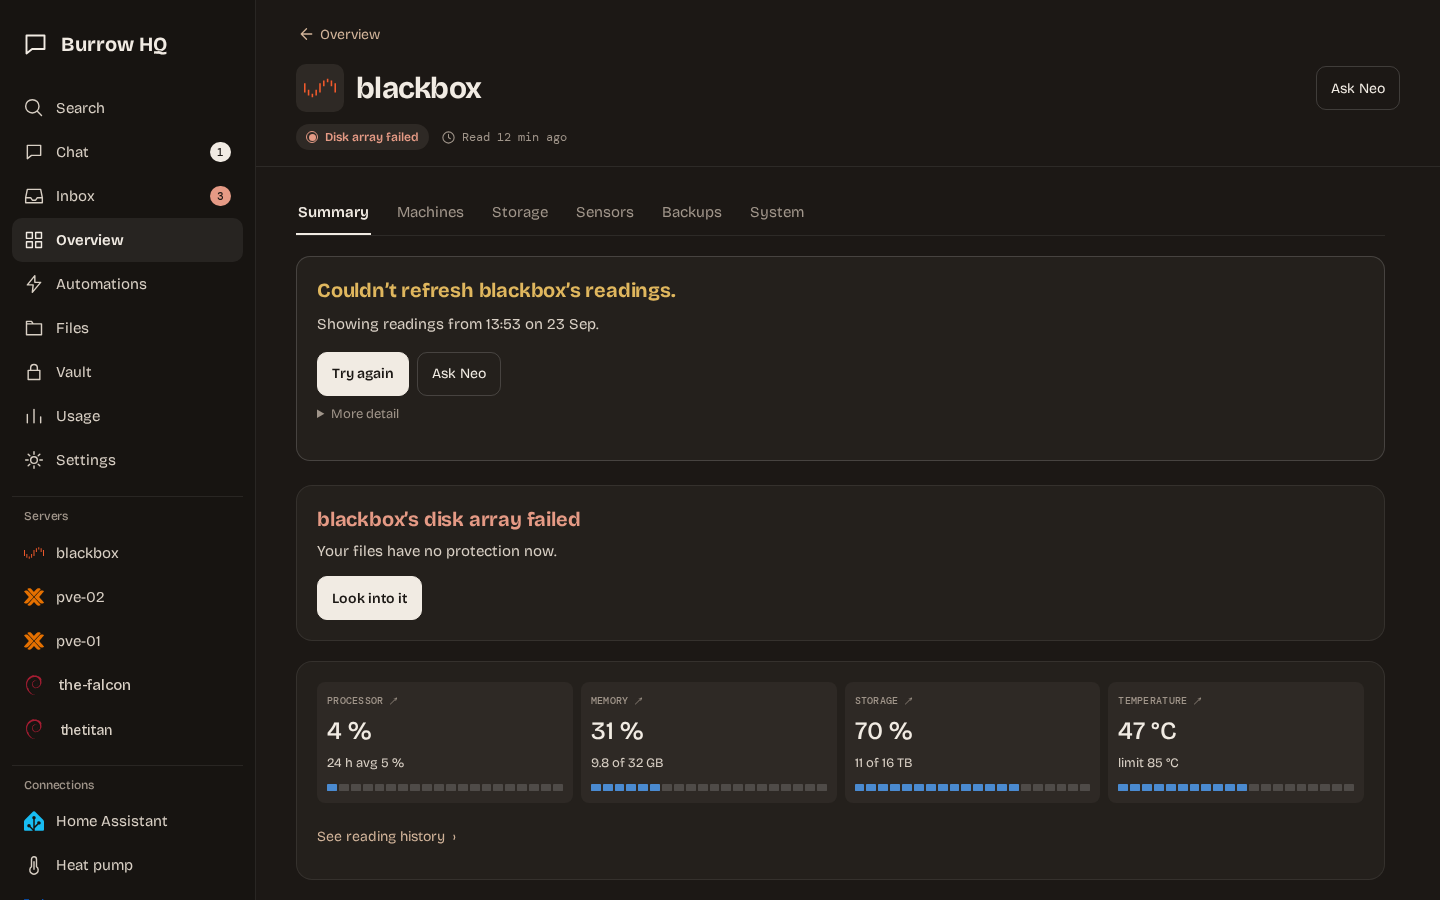 Burrow HQ
Search
Chat 1
Inbox 3
Overview
Automations
Files
Vault
Usage
Settings
Servers
blackbox
pve-02
pve-01
the-falcon
thetitan
Connections
Home Assistant
Heat pump
← Overview
blackbox
Ask Neo
Disk array failed
Read 12 min ago
Summary Machines Storage Sensors Backups System
Couldn’t refresh blackbox’s readings.
Showing readings from 13:53 on 23 Sep.
Try again Ask Neo
▶ More detail
blackbox’s disk array failed
Your files have no protection now.
Look into it
PROCESSOR ↗
4 %
24 h avg 5 %
MEMORY ↗
31 %
9.8 of 32 GB
STORAGE ↗
70 %
11 of 16 TB
TEMPERATURE ↗
47 °C
limit 85 °C
See reading history ›